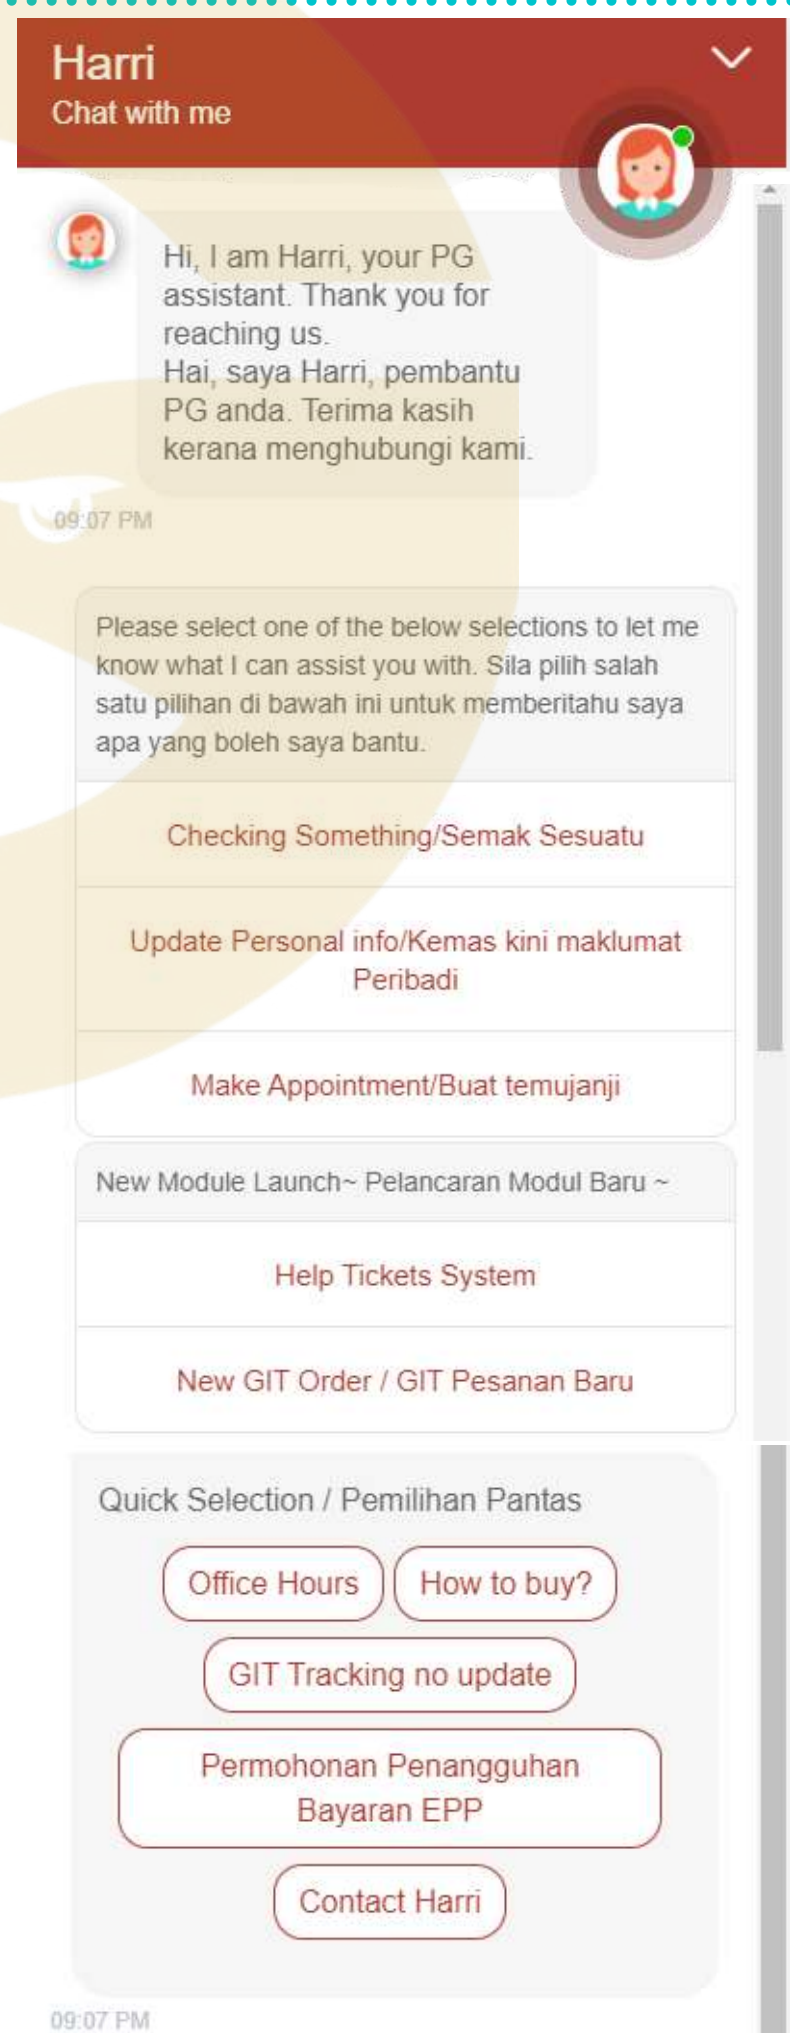 Harri
Chat with me
Hi, I am Harri, your PG
assistant. Thank you for
reaching us.
Hai, saya Harri, pembantu
PG anda. Terima kasih
kerana menghubungi kami.
09:07 PM
Please select one of the below selections to let me
know what I can assist you with. Sila pilih salah
satu pilihan di bawah ini untuk memberitahu saya
apa yang boleh saya bantu.
Checking Something/Semak Sesuatu
Update Personal info/Kemas kini maklumat
Peribadi
Make Appointment/Buat temujanji
New Module Launch~ Pelancaran Modul Baru ~
Help Tickets System
New GIT Order / GIT Pesanan Baru
Quick Selection / Pemilihan Pantas
Office Hours
How to buy?
GIT Tracking no update
Permohonan Penangguhan
Bayaran EPP
Contact Harri
09:07 PM